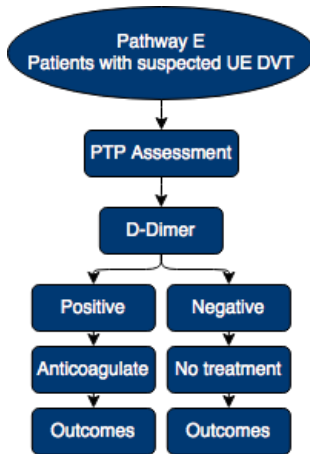 Pathway E
Patients with suspected UE DVT
PTP Assessment
D-Dimer
Positive
Negative
Anticoagulate
No treatment
Outcomes
Outcomes